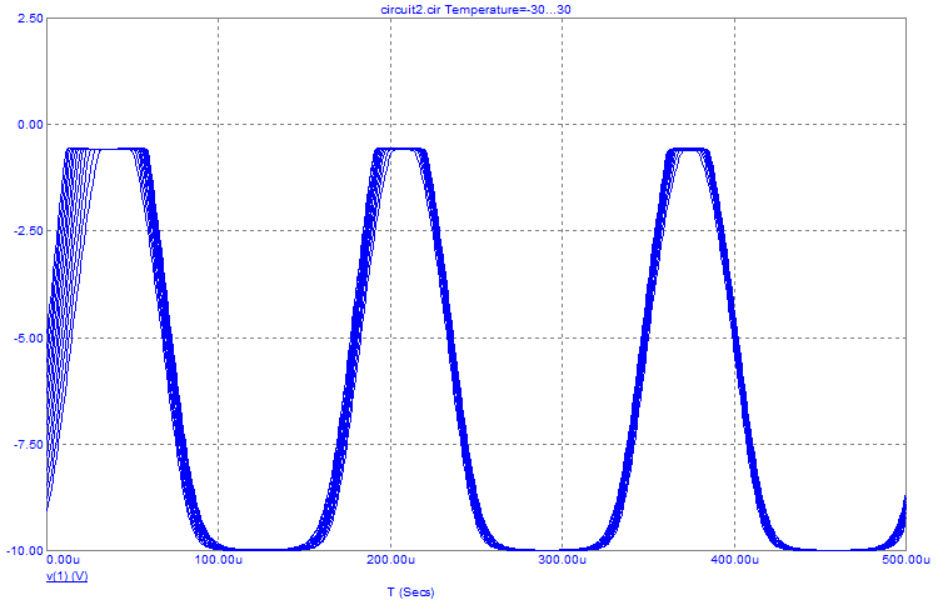 circuit2.cir Temperature=-30...30
2.50
0.00
-2.50
-5.00
-7.50
-10.00
0.00u 100.00u 200.00u 300.00u 400.00u 500.00u
v(1) (V)
T (Secs)